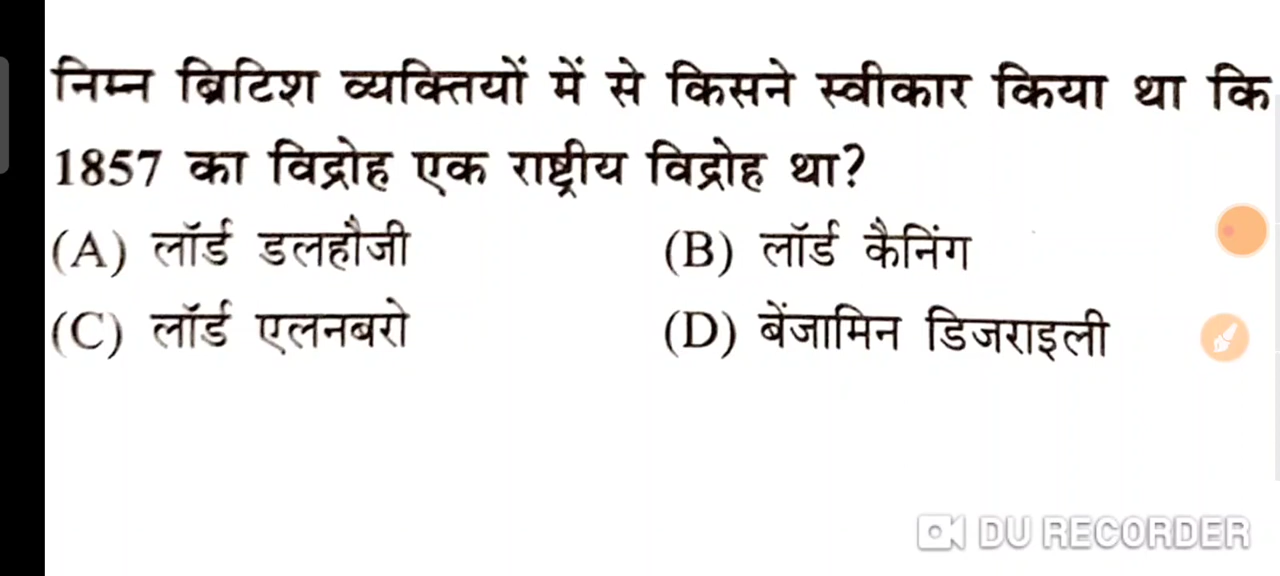 निम्न ब्रिटिश व्यक्तियों में से किसने स्वीकार किया था कि
1857 का विद्रोह एक राष्ट्रीय विद्रोह था?
(A) लॉर्ड डलहौजी (B) लॉर्ड कैनिंग
(C) लॉर्ड एलनबरो (D) बेंजामिन डिजराइली
DU RECORDER